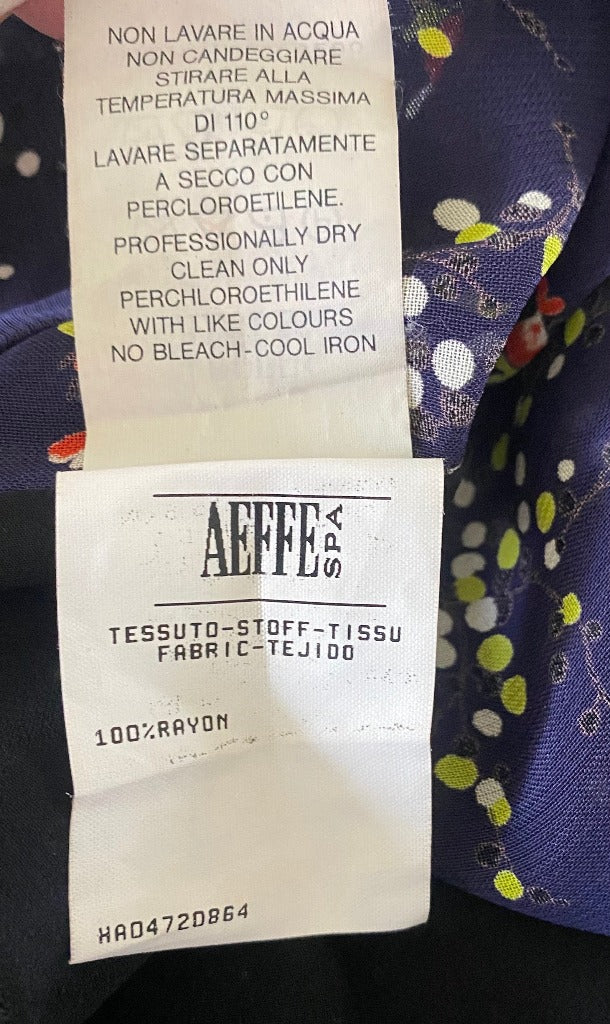 NON LAVARE IN ACQUA
NON CANDEGGIARE
STIRARE ALLA
TEMPERATURA MASSIMA
DI 110°
LAVARE SEPARATAMENTE
A SECCO CON
PERCLOROETILENE.
PROFESSIONALLY DRY
CLEAN ONLY
PERCHLOROETHILENE
WITH LIKE COLOURS
NO BLEACH-COOL IRON
AEFFE SPA
TESSUTO-STOFF-TISSU
FABRIC-TEJIDO
100%RAYON
HA0472D864